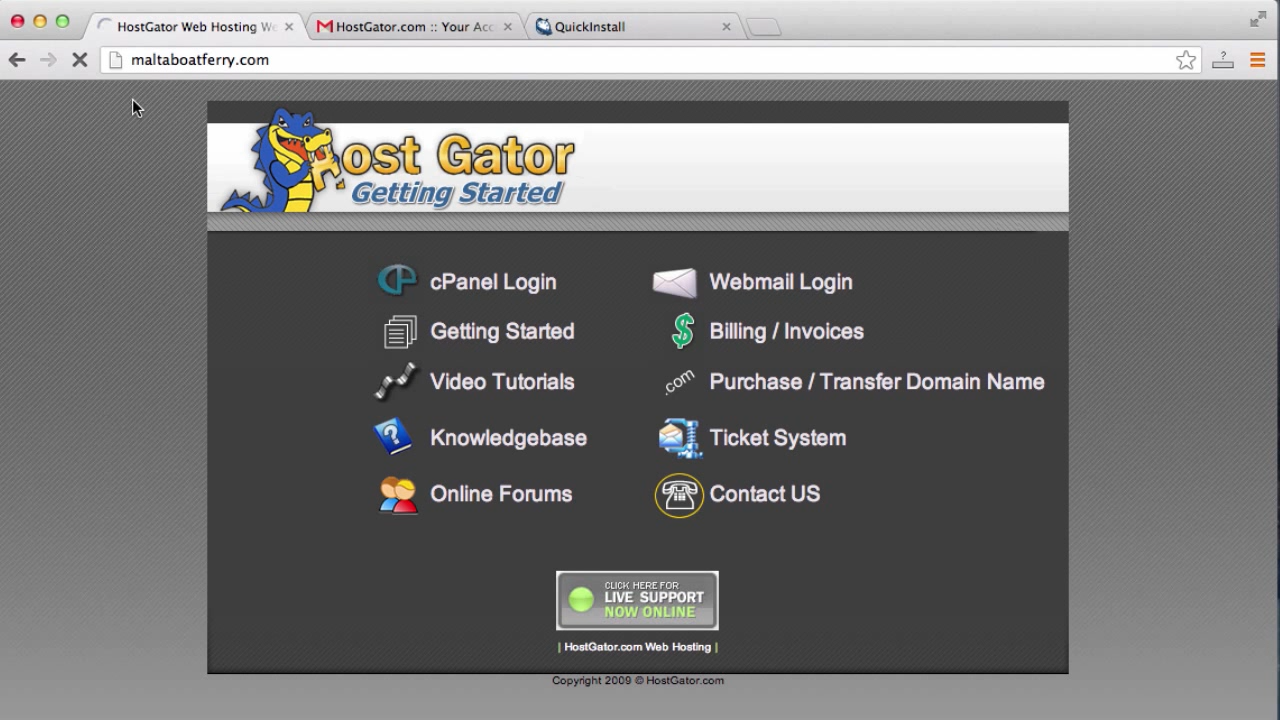 HostGator Web Hosting We
HostGator.com :: Your Acc
QuickInstall
maltaboatferry.com
?
Host Gator
Getting Started
cPanel Login
Webmail Login
Getting Started
Billing / Invoices
Video Tutorials
.com
Purchase / Transfer Domain Name
?
Knowledgebase
Ticket System
Online Forums
Contact US
CLICK HERE FOR
LIVE SUPPORT
NOW ONLINE
| HostGator.com Web Hosting |
Copyright 2009 © HostGator.com